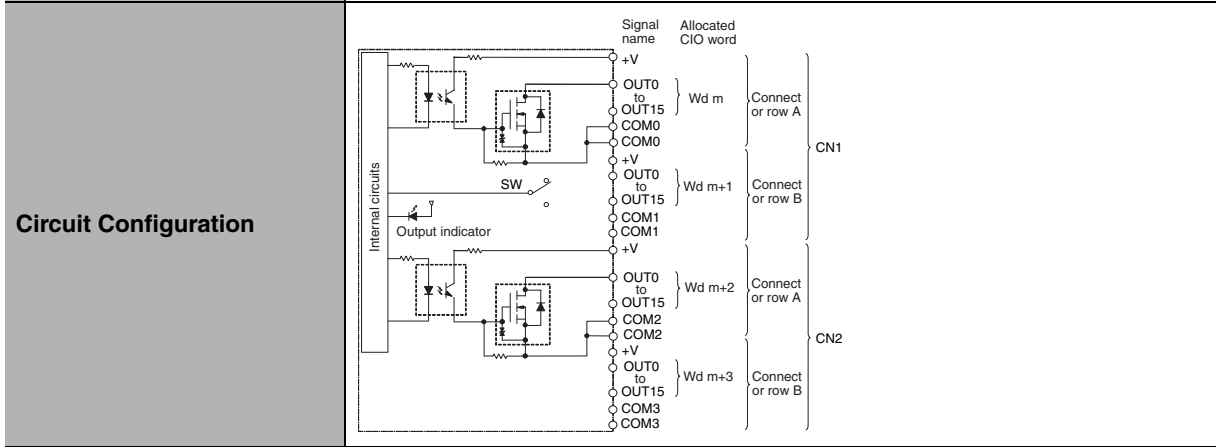 Circuit Configuration
Signal name
Allocated CIO word
Internal circuits
SW
Output indicator
+V
OUT0
to
OUT15
COM0
COM0
Wd m
Connect
or row A
+V
OUT0
to
OUT15
COM1
COM1
Wd m+1
Connect
or row B
CN1
+V
OUT0
to
OUT15
COM2
COM2
Wd m+2
Connect
or row A
+V
OUT0
to
OUT15
COM3
COM3
Wd m+3
Connect
or row B
CN2